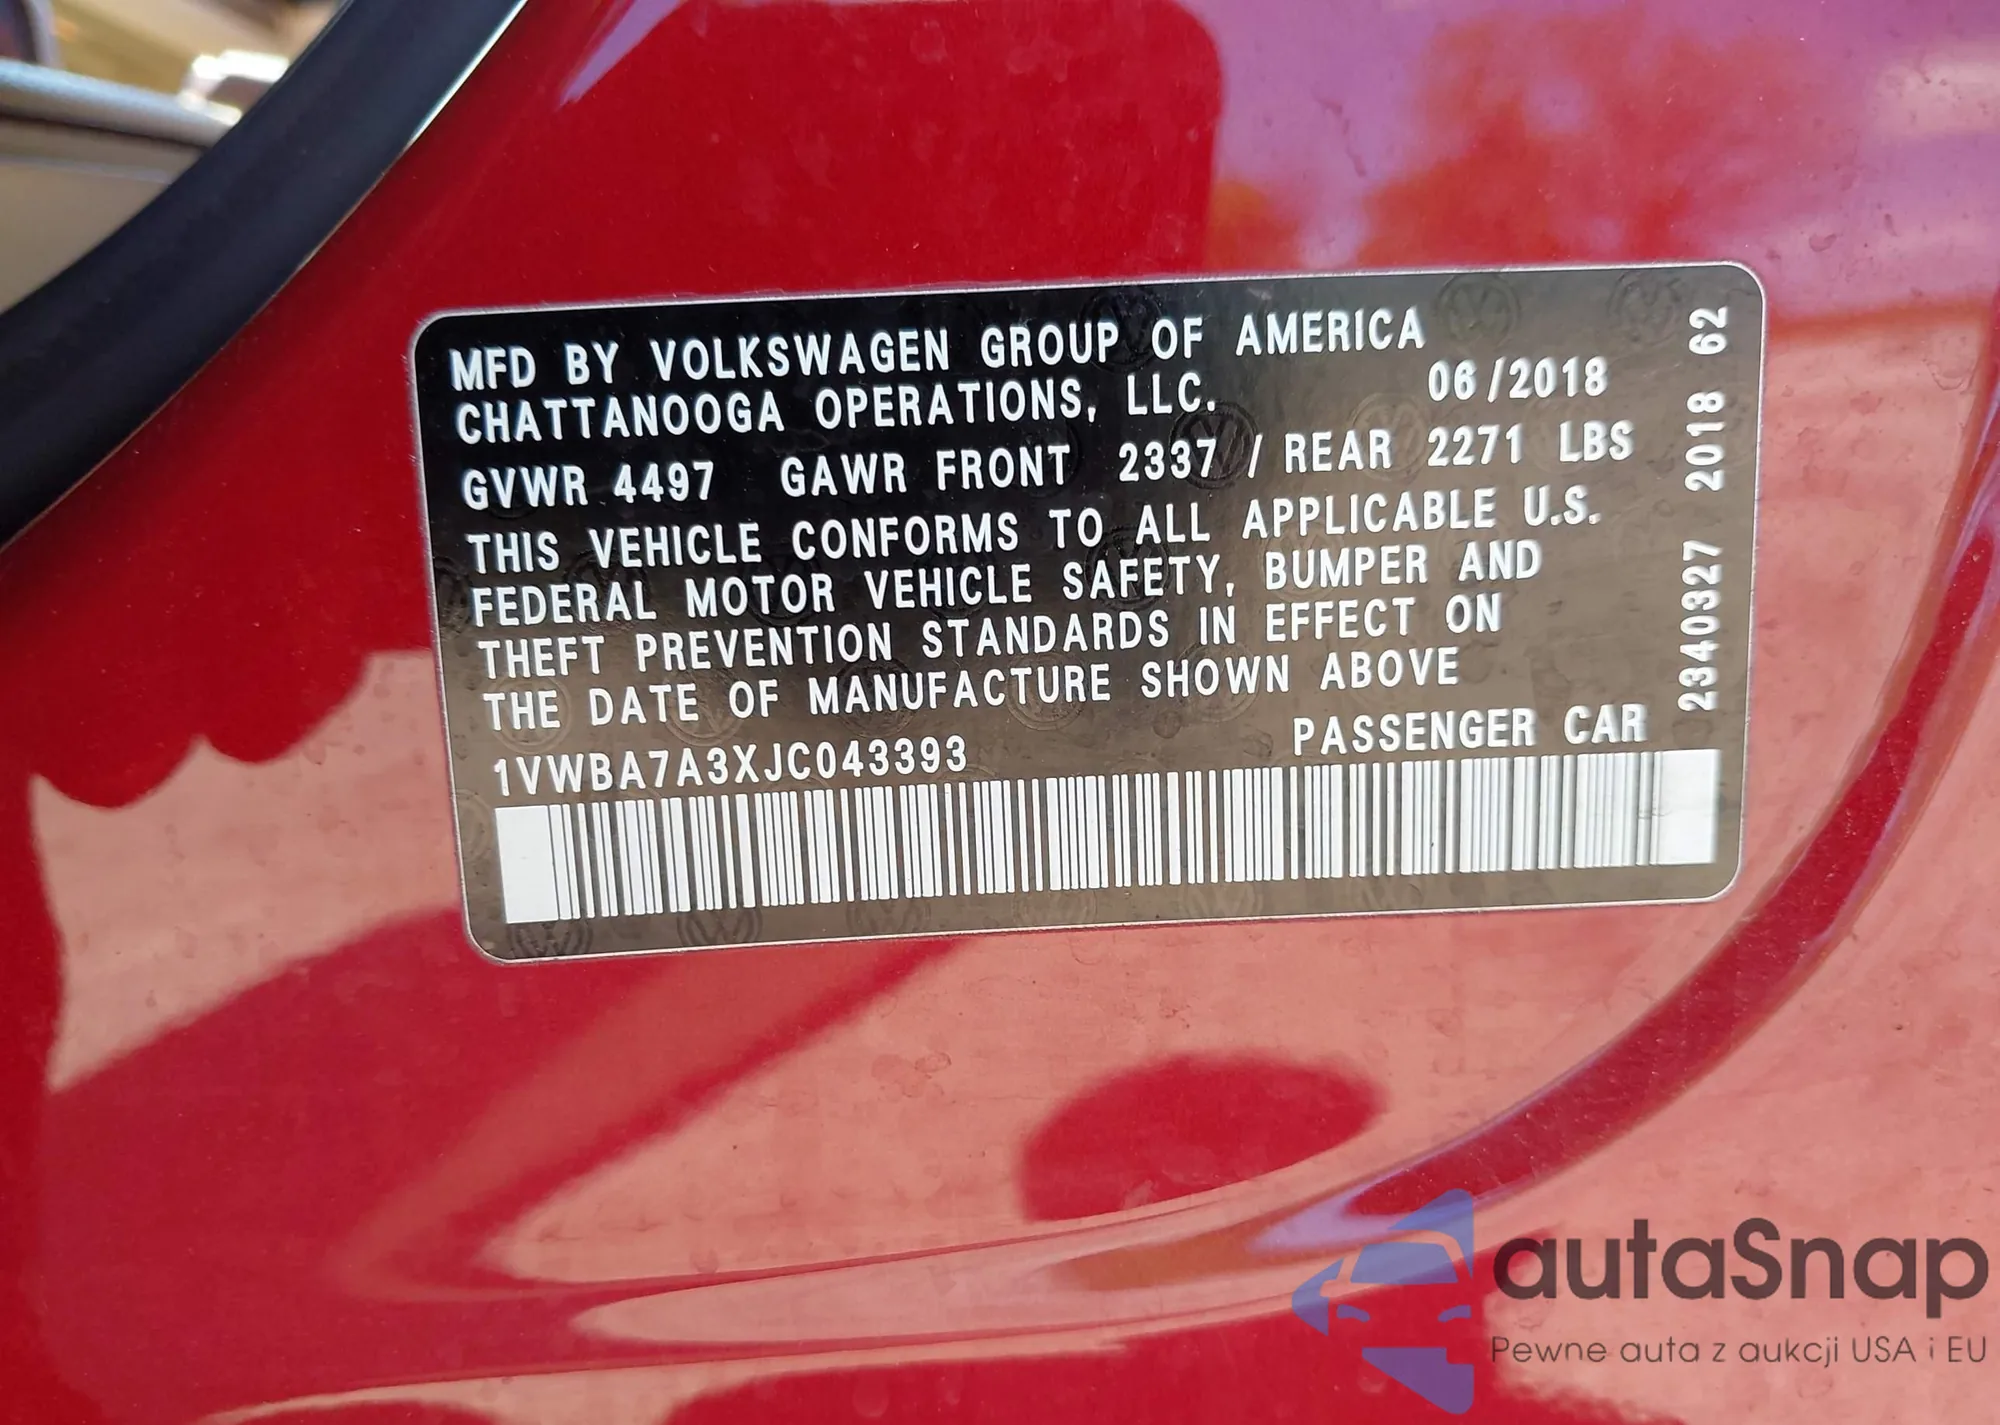 MFD BY VOLKSWAGEN GROUP OF AMERICA
CHATTANOOGA OPERATIONS, LLC. 06/2018
GVWR 4497 GAWR FRONT 2337 / REAR 2271 LBS
THIS VEHICLE CONFORMS TO ALL APPLICABLE U.S.
FEDERAL MOTOR VEHICLE SAFETY, BUMPER AND
THEFT PREVENTION STANDARDS IN EFFECT ON
THE DATE OF MANUFACTURE SHOWN ABOVE
1VWBA7A3XJC043393 PASSENGER CAR
2340327 2018 62
autaSnap
Pewne auta z aukcji USA i EU